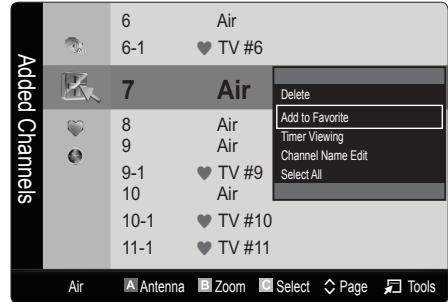 Added Channels
6 Air
6-1 ♥ TV #6
7 Air
8 Air
9 Air
9-1 ♥ TV #9
10 Air
10-1 ♥ TV #10
11-1 ♥ TV #11
Delete
Add to Favorite
Timer Viewing
Channel Name Edit
Select All
Air A Antenna B Zoom C Select Page Tools